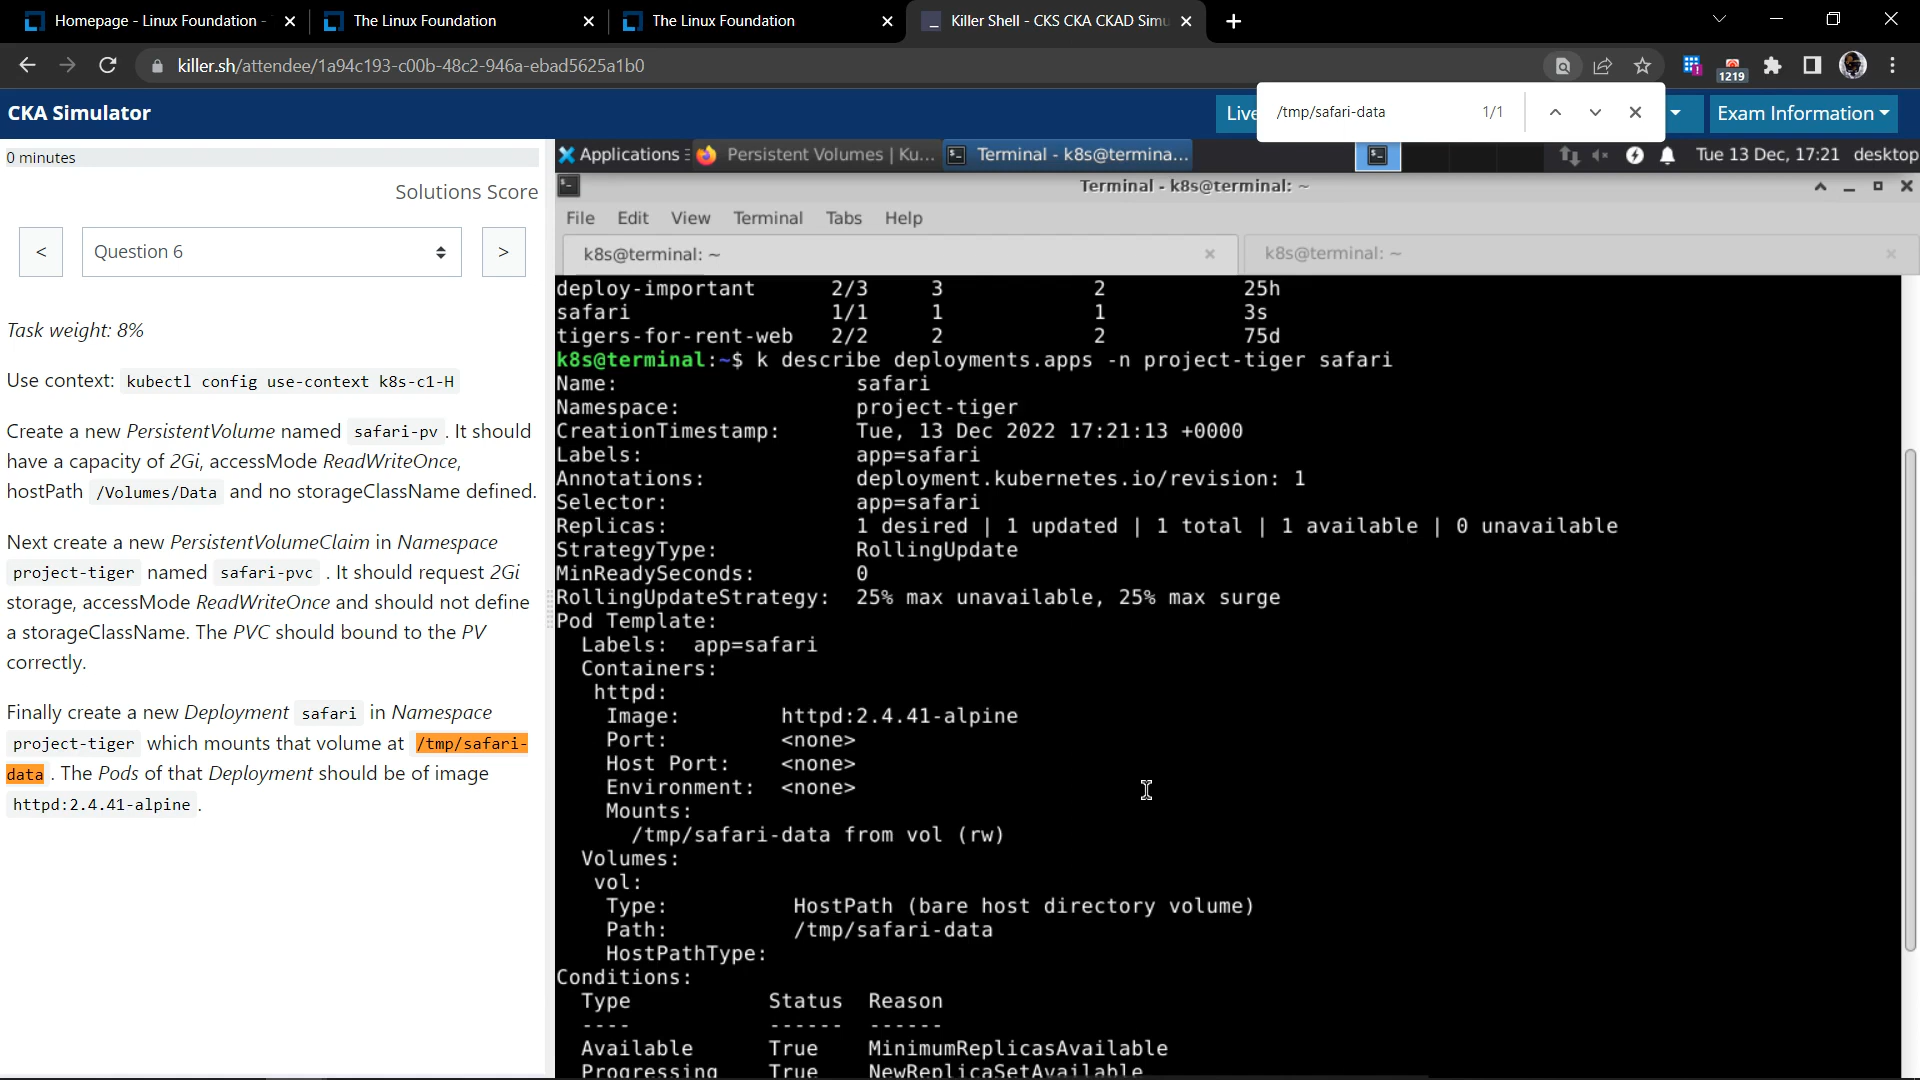 Homepage - Linux Foundation -
The Linux Foundation
The Linux Foundation
Killer Shell - CKS CKA CKAD Simu
killer.sh/attendee/1a94c193-c00b-48c2-946a-ebad5625a1b0
1219
CKA Simulator
Live
/tmp/safari-data
1/1
Exam Information
0 minutes
Solutions Score
<
Question 6
>
Task weight: 8%
Use context: kubectl config use-context k8s-c1-H
Create a new PersistentVolume named safari-pv . It should
have a capacity of 2Gi, accessMode ReadWriteOnce,
hostPath /Volumes/Data and no storageClassName defined.
Next create a new PersistentVolumeClaim in Namespace
project-tiger named safari-pvc . It should request 2Gi
storage, accessMode ReadWriteOnce and should not define
a storageClassName. The PVC should bound to the PV
correctly.
Finally create a new Deployment safari in Namespace
project-tiger which mounts that volume at /tmp/safari-
data . The Pods of that Deployment should be of image
httpd:2.4.41-alpine .
Applications
Persistent Volumes | Ku...
Terminal - k8s@termina...
Tue 13 Dec, 17:21 desktop
Terminal - k8s@terminal: ~
File Edit View Terminal Tabs Help
k8s@terminal: ~
k8s@terminal: ~
deploy-important 2/3 3 2 25h
safari 1/1 1 1 3s
tigers-for-rent-web 2/2 2 2 75d
k8s@terminal:~$ k describe deployments.apps -n project-tiger safari
Name: safari
Namespace: project-tiger
CreationTimestamp: Tue, 13 Dec 2022 17:21:13 +0000
Labels: app=safari
Annotations: deployment.kubernetes.io/revision: 1
Selector: app=safari
Replicas: 1 desired | 1 updated | 1 total | 1 available | 0 unavailable
StrategyType: RollingUpdate
MinReadySeconds: 0
RollingUpdateStrategy: 25% max unavailable, 25% max surge
Pod Template:
Labels: app=safari
Containers:
httpd:
Image: httpd:2.4.41-alpine
Port: <none>
Host Port: <none>
Environment: <none>
Mounts:
/tmp/safari-data from vol (rw)
Volumes:
vol:
Type: HostPath (bare host directory volume)
Path: /tmp/safari-data
HostPathType:
Conditions:
Type Status Reason
---- ------ ------
Available True MinimumReplicasAvailable
Progressing True NewReplicaSetAvailable